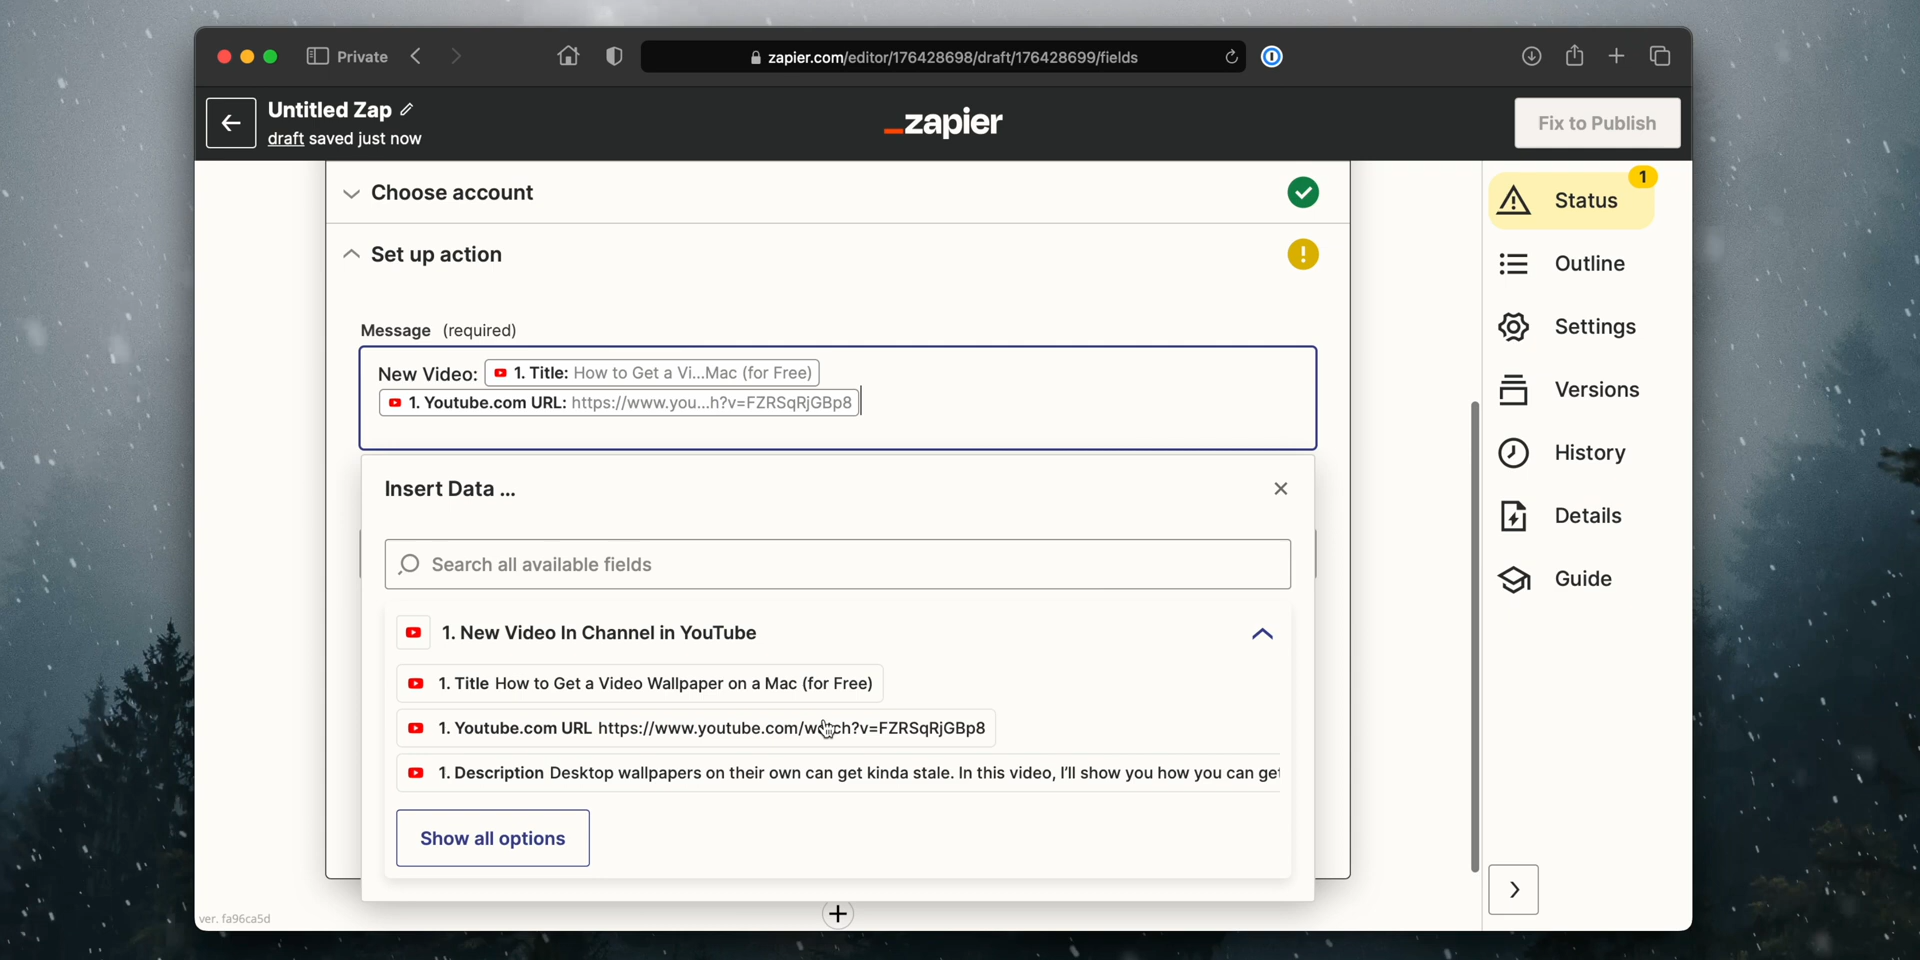 Private
zapier.com/editor/176428698/draft/176428699/fields
Untitled Zap
draft saved just now
zapier
Fix to Publish
Choose account
Set up action
Message (required)
New Video: 1. Title: How to Get a Vi...Mac (for Free)
1. Youtube.com URL: https://www.you...h?v=FZRSqRjGBp8
Insert Data ...
Search all available fields
1. New Video In Channel in YouTube
1. Title How to Get a Video Wallpaper on a Mac (for Free)
1. Youtube.com URL https://www.youtube.com/watch?v=FZRSqRjGBp8
1. Description Desktop wallpapers on their own can get kinda stale. In this video, I'll show you how you can get
Show all options
1
Status
Outline
Settings
Versions
History
Details
Guide
ver. fa96ca5d